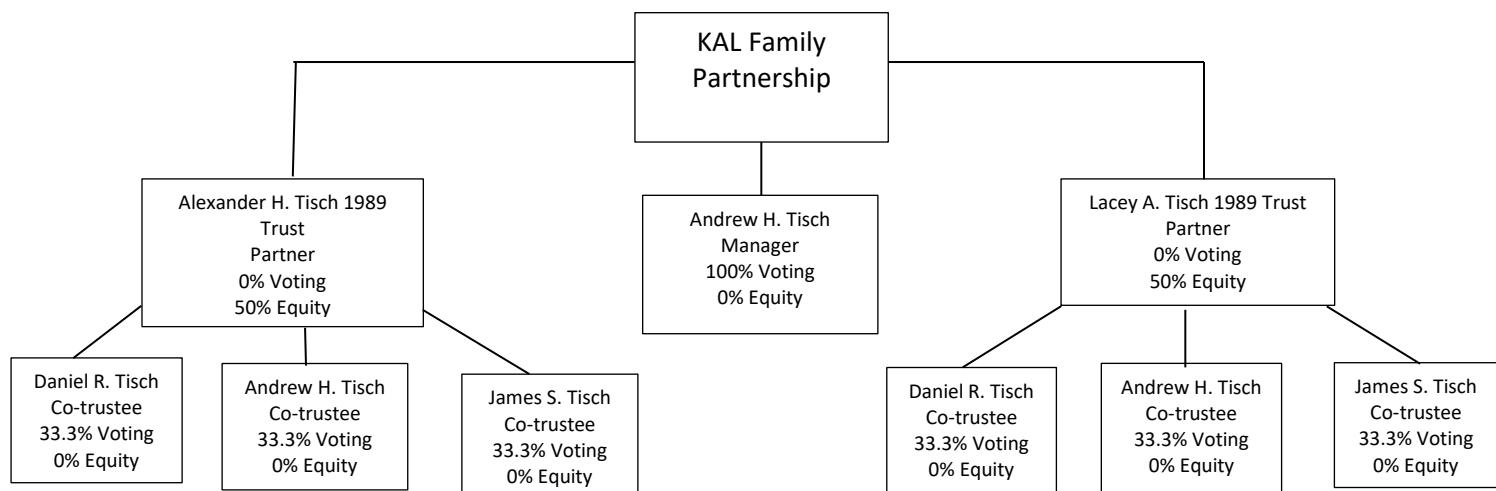 KAL Family
Partnership
Alexander H. Tisch 1989
Trust
Partner
0% Voting
50% Equity
Andrew H. Tisch
Manager
100% Voting
0% Equity
Lacey A. Tisch 1989 Trust
Partner
0% Voting
50% Equity
Daniel R. Tisch
Co-trustee
33.3% Voting
0% Equity
Andrew H. Tisch
Co-trustee
33.3% Voting
0% Equity
James S. Tisch
Co-trustee
33.3% Voting
0% Equity
Daniel R. Tisch
Co-trustee
33.3% Voting
0% Equity
Andrew H. Tisch
Co-trustee
33.3% Voting
0% Equity
James S. Tisch
Co-trustee
33.3% Voting
0% Equity